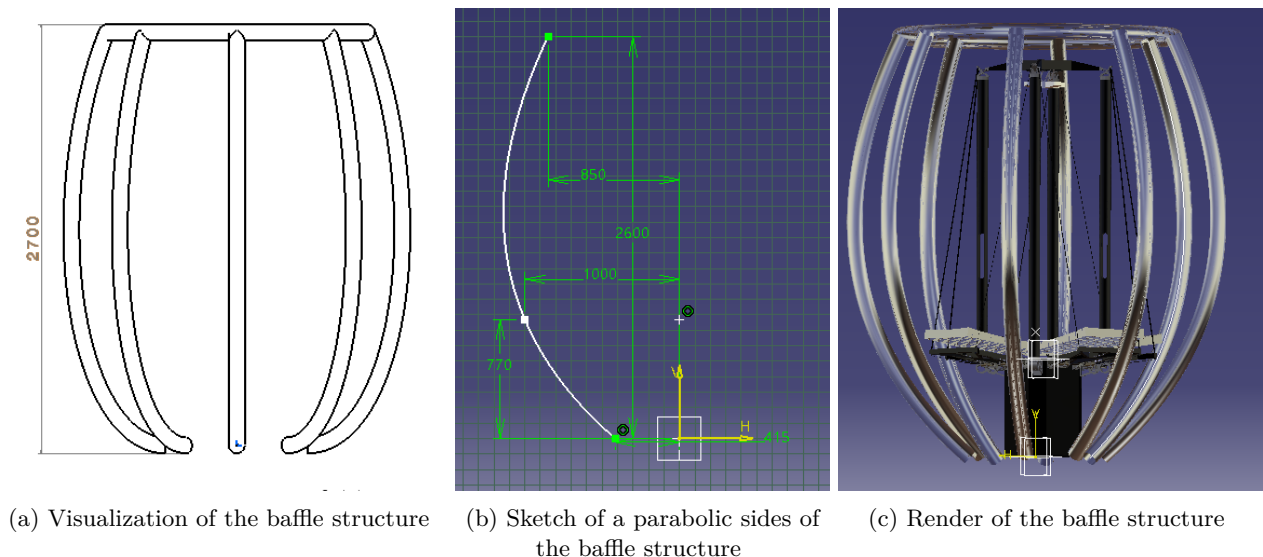 2700
850
2600
1000
770
V
H
415
X
Y
H
(a) Visualization of the baffle structure
(b) Sketch of a parabolic sides of
the baffle structure
(c) Render of the baffle structure